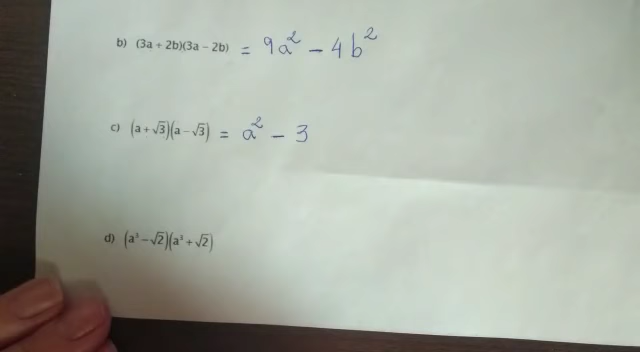 b) (3a + 2b)(3a – 2b) = 9a² – 4b²
c) (a + √3)(a – √3) = a² – 3
d) (a³ – √2)(a³ + √2)